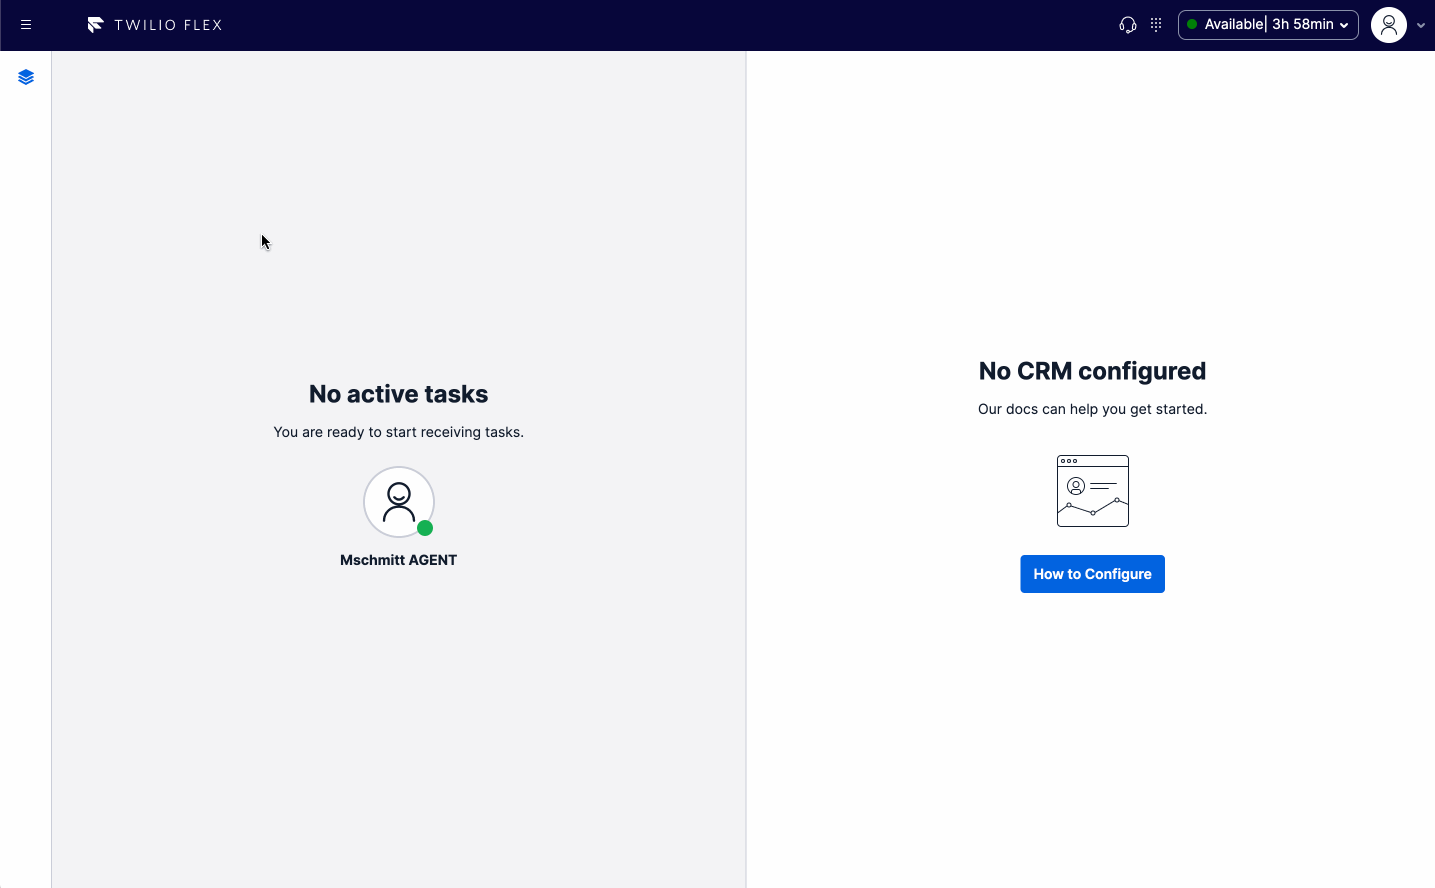 TWILIO FLEX
Available| 3h 58min
No active tasks
You are ready to start receiving tasks.
Mschmitt AGENT
No CRM configured
Our docs can help you get started.
How to Configure